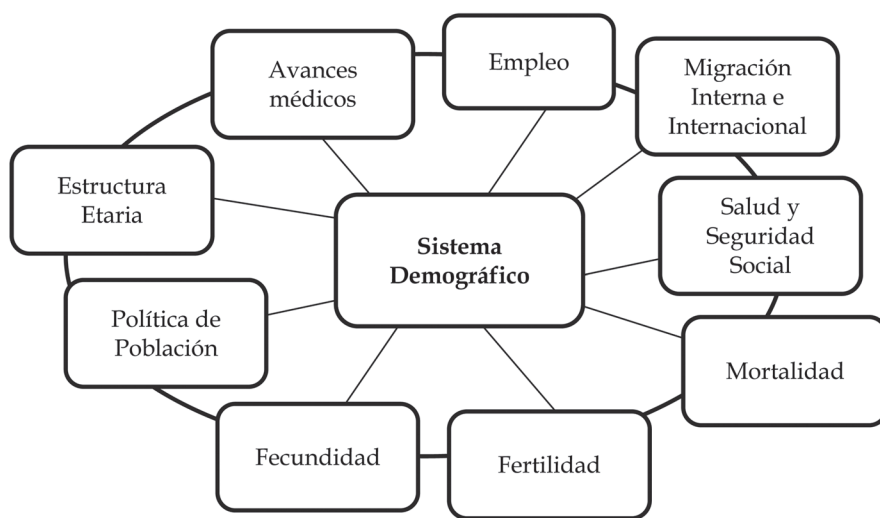 Avances
médicos
Empleo
Migración
Interna e
Internacional
Estructura
Etaria
Sistema
Demográfico
Salud y
Seguridad
Social
Política de
Población
Mortalidad
Fecundidad
Fertilidad